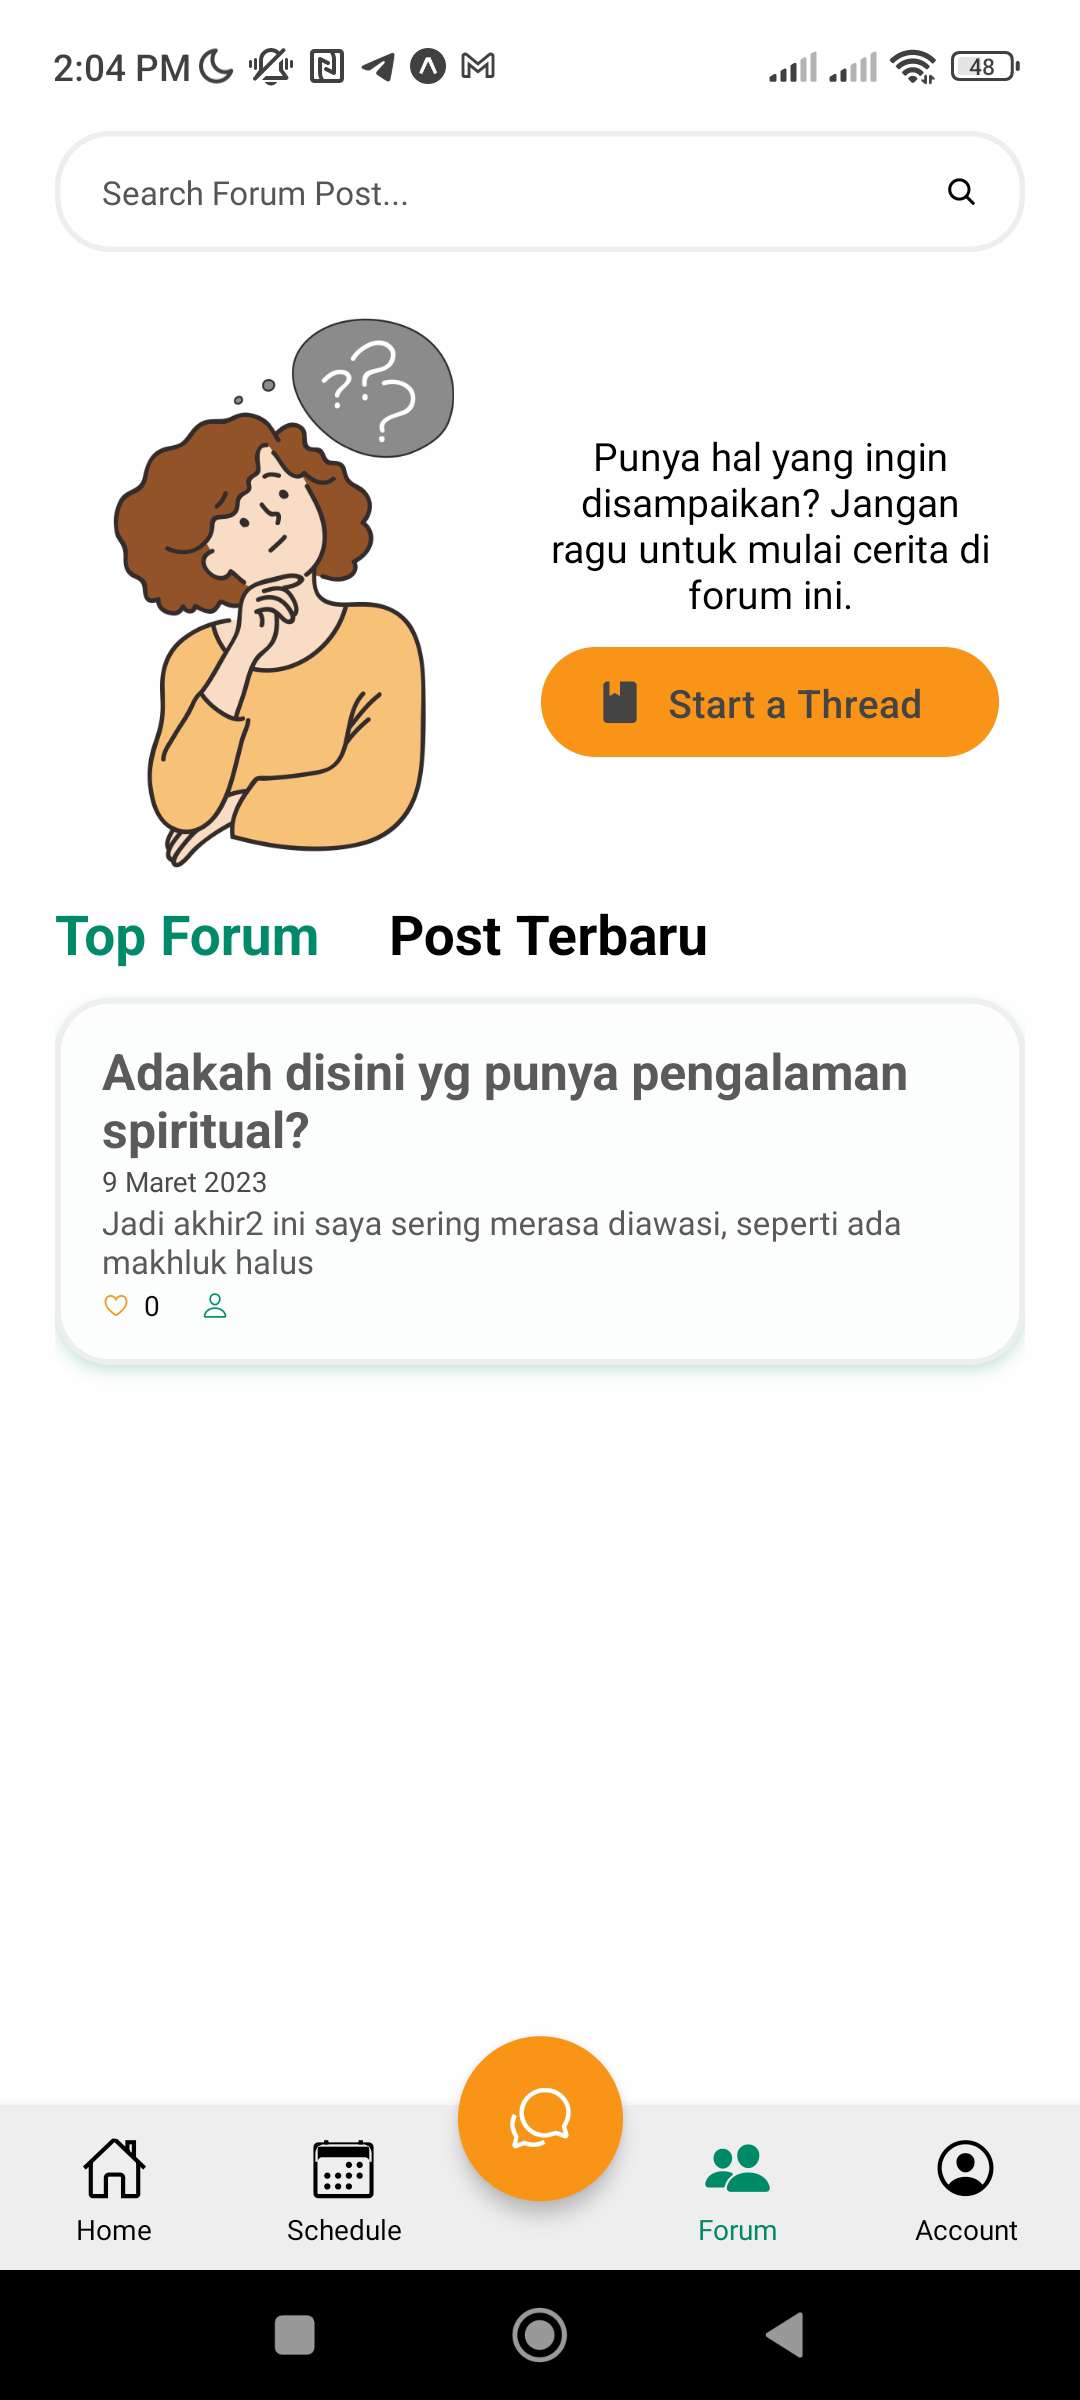 2:04 PM
48
Search Forum Post...
???
Punya hal yang ingin
disampaikan? Jangan
ragu untuk mulai cerita di
forum ini.
Start a Thread
Top Forum
Post Terbaru
Adakah disini yg punya pengalaman
spiritual?
9 Maret 2023
Jadi akhir2 ini saya sering merasa diawasi, seperti ada
makhluk halus
0
Home
Schedule
Forum
Account